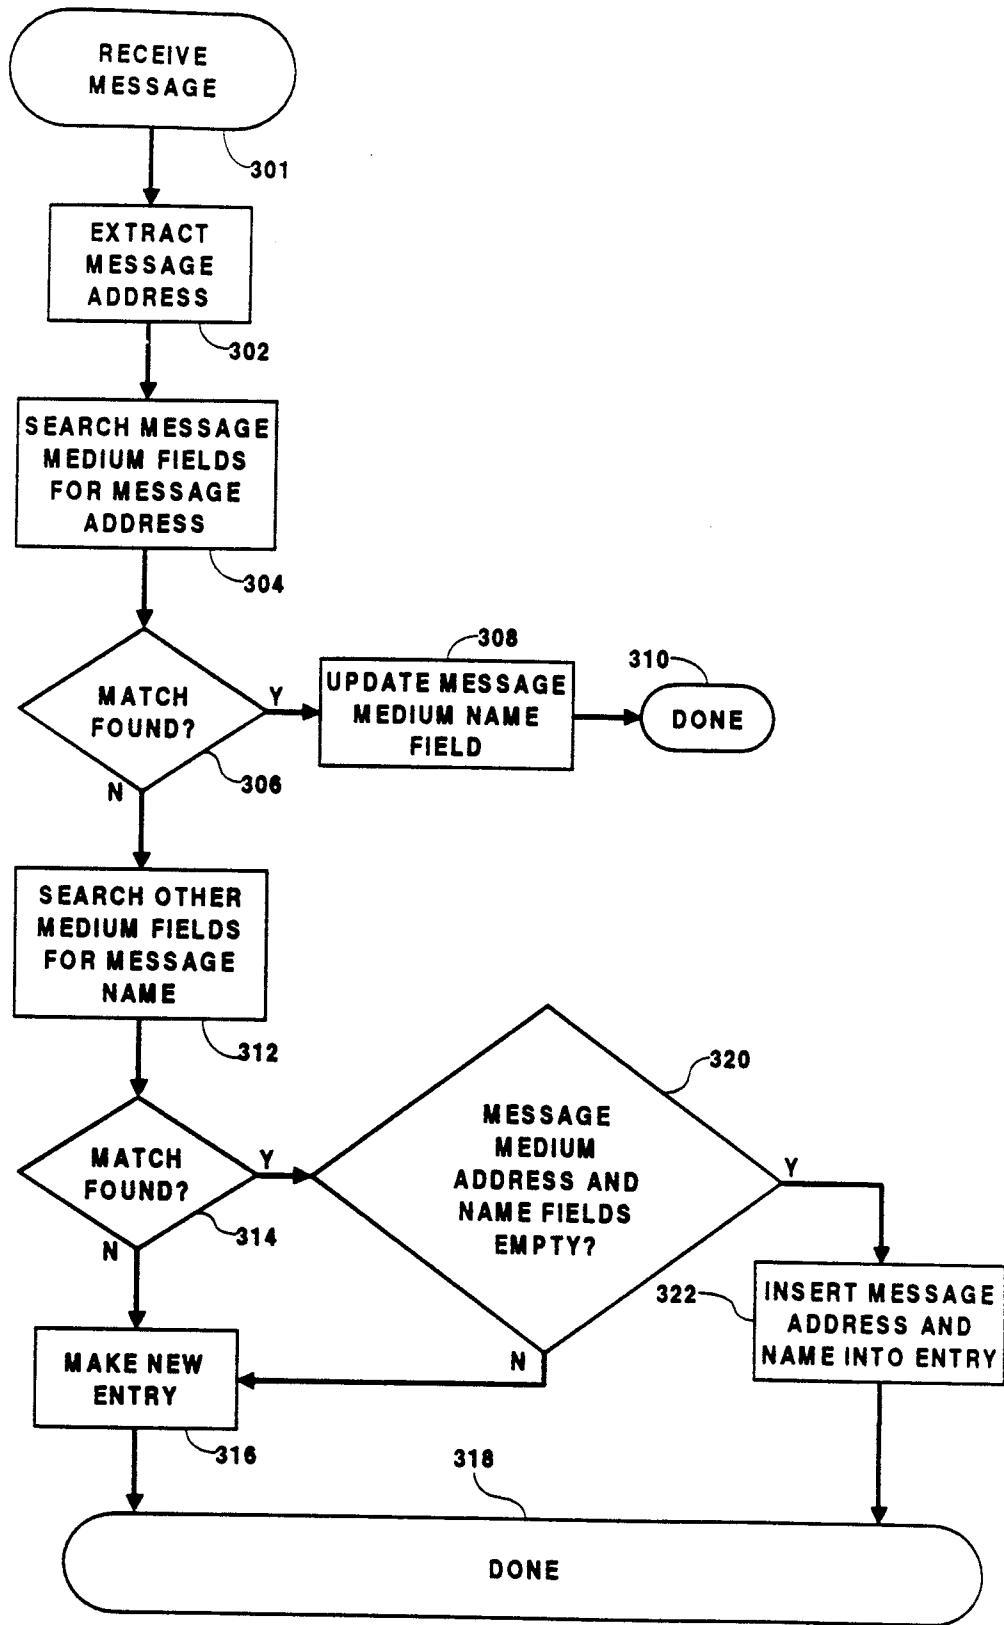 RECEIVE
MESSAGE
301
EXTRACT
MESSAGE
ADDRESS
302
SEARCH MESSAGE
MEDIUM FIELDS
FOR MESSAGE
ADDRESS
304
MATCH
FOUND?
306
Y
N
308
UPDATE MESSAGE
MEDIUM NAME
FIELD
310
DONE
SEARCH OTHER
MEDIUM FIELDS
FOR MESSAGE
NAME
312
MATCH
FOUND?
314
Y
N
320
MESSAGE
MEDIUM
ADDRESS AND
NAME FIELDS
EMPTY?
Y
N
322
INSERT MESSAGE
ADDRESS AND
NAME INTO ENTRY
MAKE NEW
ENTRY
316
318
DONE